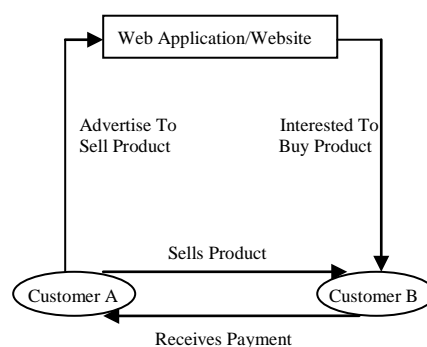 Web Application/Website
Advertise To
Sell Product
Interested To
Buy Product
Sells Product
Customer A
Customer B
Receives Payment